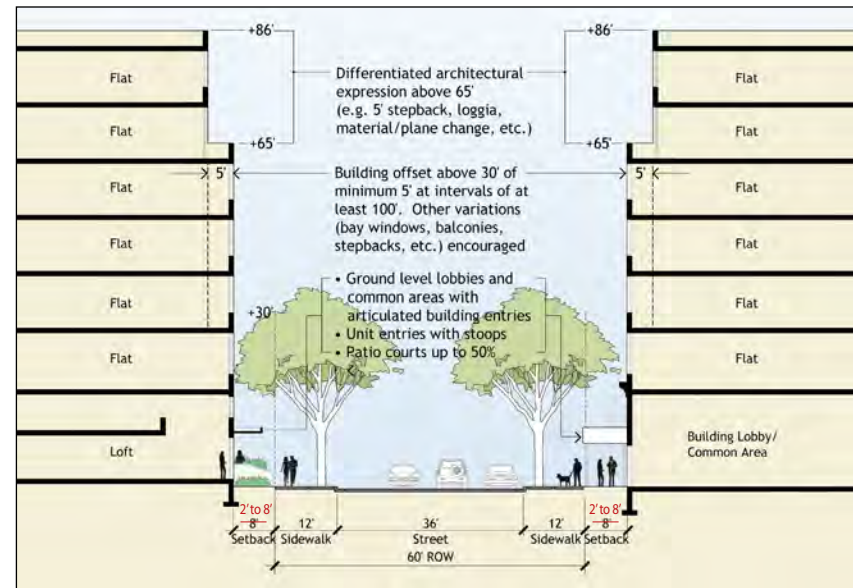 +86'
+86'
Differentiated architectural
expression above 65'
(e.g. 5' stepback, loggia,
material/plane change, etc.)
Flat
Flat
Flat
Flat
+65'
+65'
5'
5'
Building offset above 30' of
minimum 5' at intervals of at
least 100'. Other variations
(bay windows, balconies,
stepbacks, etc.) encouraged
Flat
Flat
Flat
Flat
• Ground level lobbies and
common areas with
articulated building entries
• Unit entries with stoops
• Patio courts up to 50%
+30'
Flat
Flat
Flat
Flat
Loft
Building Lobby/
Common Area
2' to 8'
2' to 8'
8'
12'
36'
12'
8'
Setback
Sidewalk
Street
Sidewalk
Setback
60' ROW